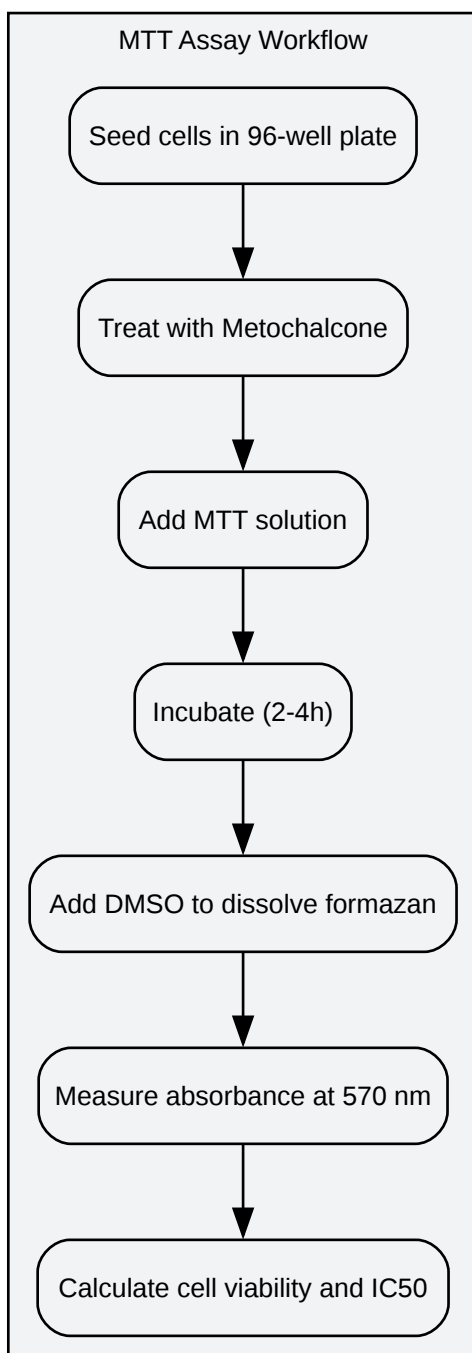 MTT Assay Workflow
Seed cells in 96-well plate
Treat with Metochalcone
Add MTT solution
Incubate (2-4h)
Add DMSO to dissolve formazan
Measure absorbance at 570 nm
Calculate cell viability and IC50